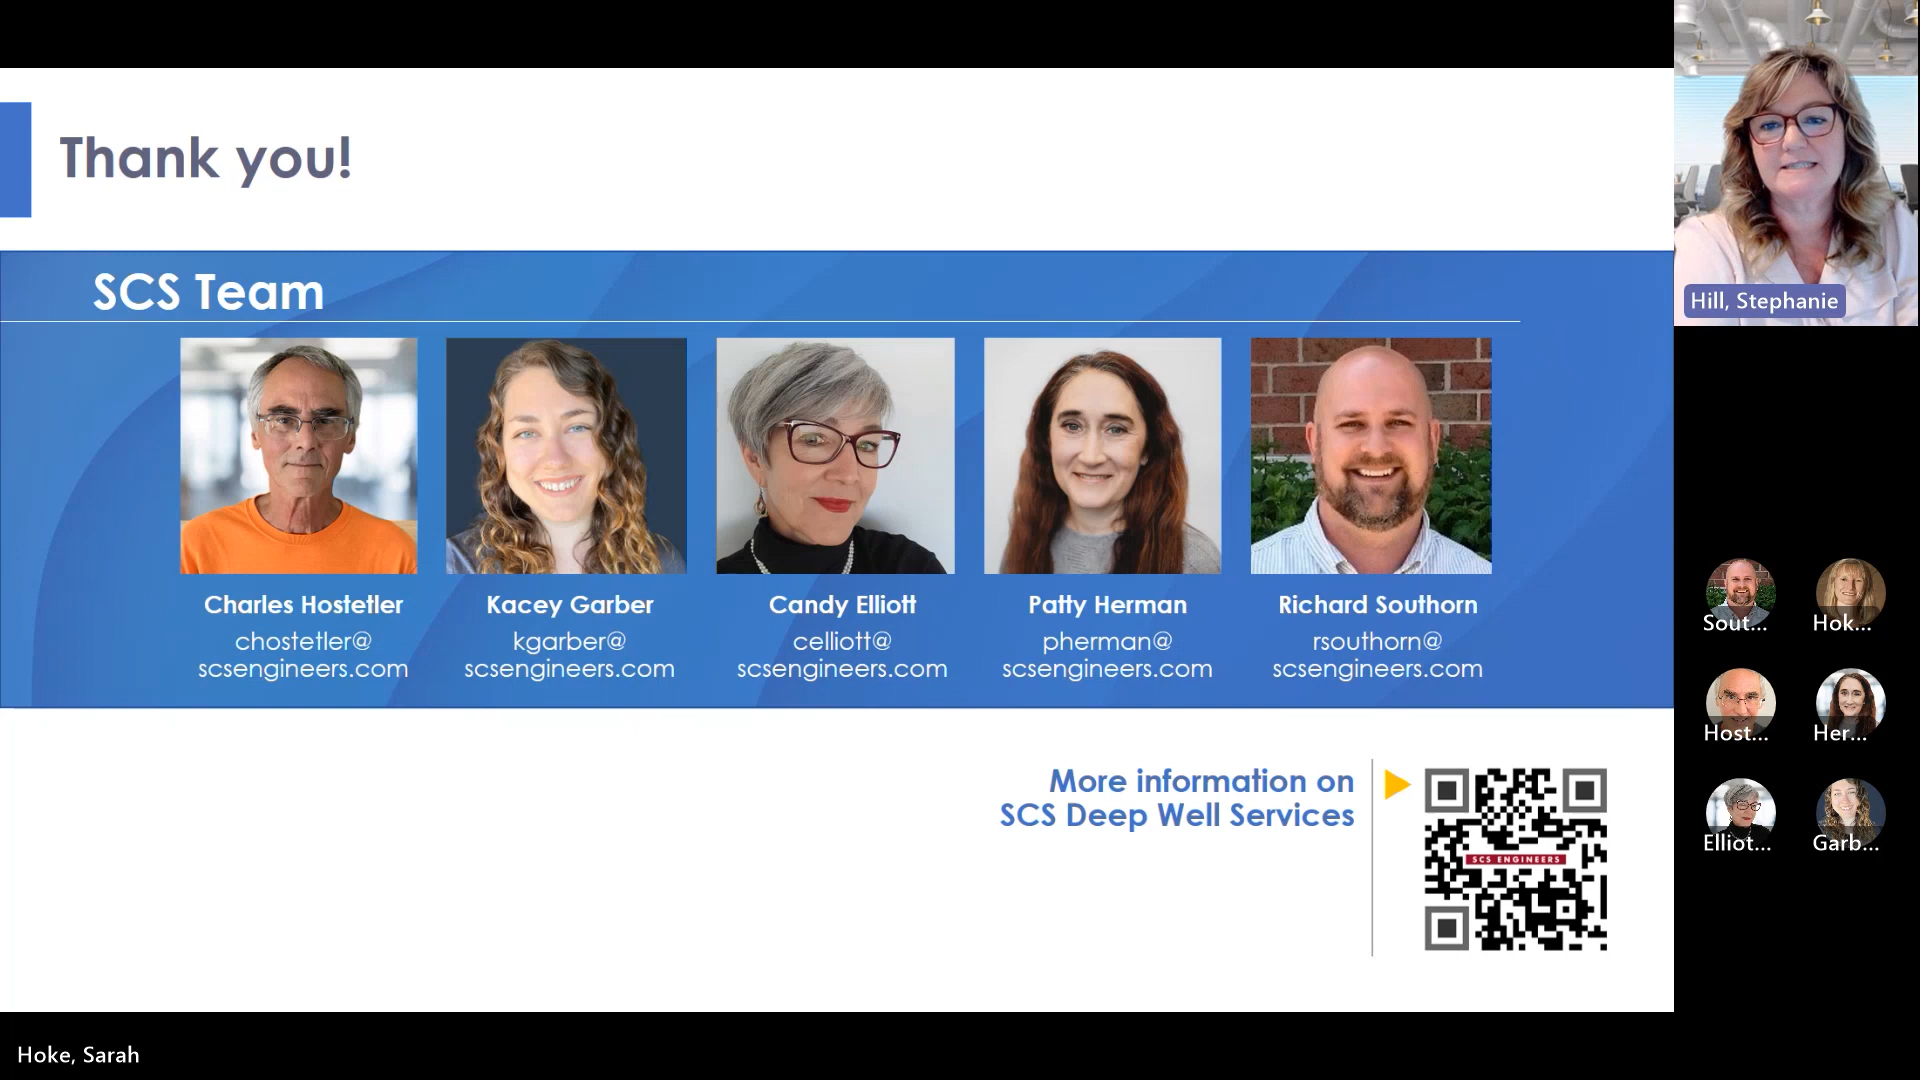 Thank you!
SCS Team
Charles Hostetler
chostetler@
scsengineers.com
Kacey Garber
kgarber@
scsengineers.com
Candy Elliott
celliott@
scsengineers.com
Patty Herman
pherman@
scsengineers.com
Richard Southorn
rsouthorn@
scsengineers.com
More information on
SCS Deep Well Services
SCS ENGINEERS
Hill, Stephanie
Sout...
Hok...
Host...
Her...
Elliot...
Garb...
Hoke, Sarah